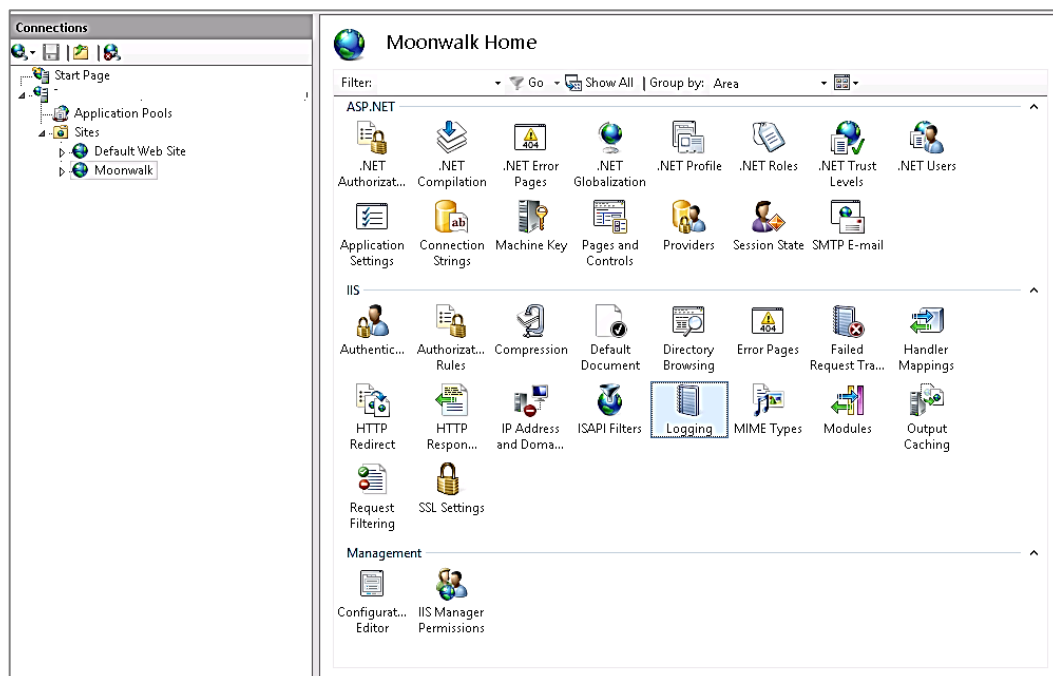 Connections
Start Page
Application Pools
Sites
Default Web Site
Moonwalk
Moonwalk Home
Filter: Go Show All Group by: Area
ASP.NET
.NET Authorizat...
.NET Compilation
404
.NET Error Pages
.NET Globalization
.NET Profile
.NET Roles
.NET Trust Levels
.NET Users
Application Settings
ab
Connection Strings
Machine Key
Pages and Controls
Providers
Session State
SMTP E-mail
IIS
Authentic...
Authorizat... Rules
Compression
Default Document
Directory Browsing
404
Error Pages
Failed Request Tra...
Handler Mappings
HTTP Redirect
HTTP Respon...
IP Address and Doma...
ISAPI Filters
Logging
MIME Types
Modules
Output Caching
Request Filtering
SSL Settings
Management
Configurat... Editor
IIS Manager Permissions